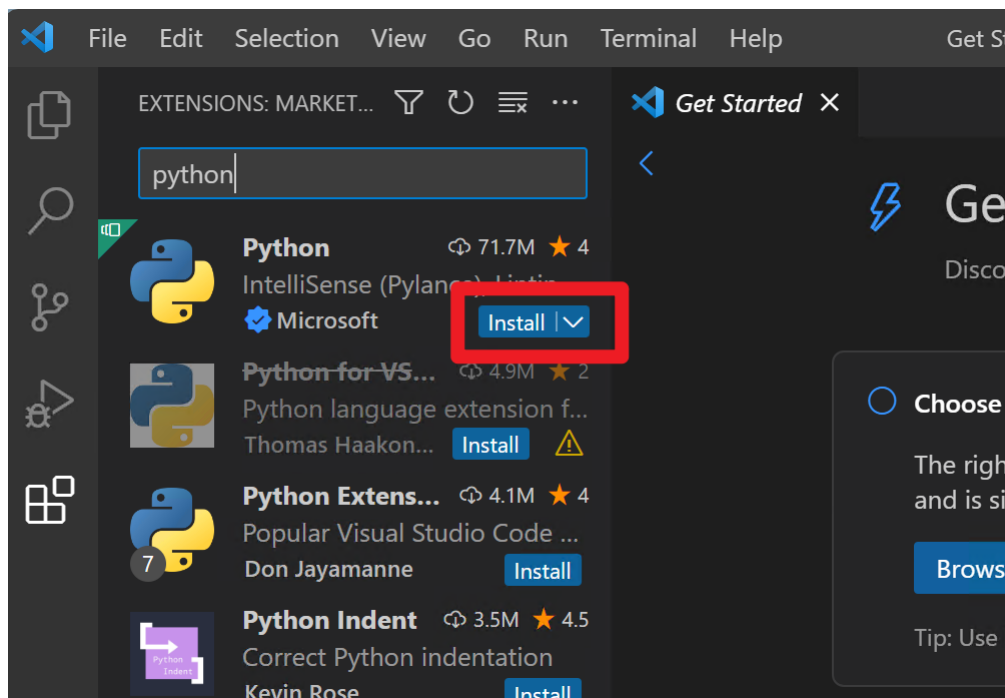 File Edit Selection View Go Run Terminal Help Get S
EXTENSIONS: MARKET... ···
Get Started
python
Python 71.7M 4
IntelliSense (Pylance),
Microsoft Install
Python for VS... 4.9M 2
Python language extension f...
Thomas Haakon... Install
Python Extens... 4.1M 4
Popular Visual Studio Code ...
7
Don Jayamanne Install
Python Indent 3.5M 4.5
Python
Indent
Correct Python indentation
Kevin Rose Install
Ge
Disco
Choose
The righ
and is si
Brows
Tip: Use